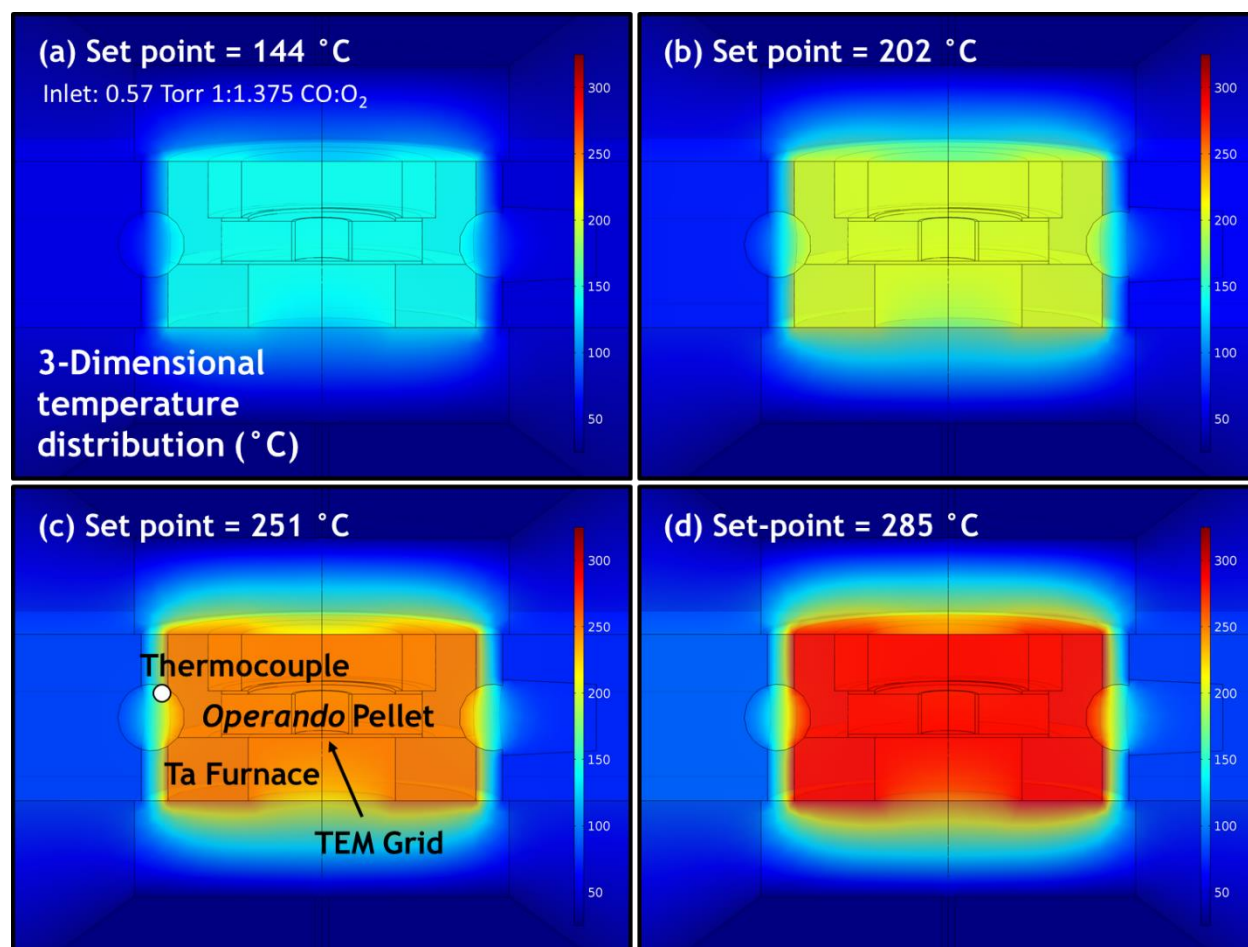 (a) Set point = 144 °C
Inlet: 0.57 Torr 1:1.375 CO:O₂
300
250
200
150
100
50
3-Dimensional
temperature
distribution (°C)
(b) Set point = 202 °C
300
250
200
150
100
50
(c) Set point = 251 °C
300
250
200
150
100
50
Thermocouple
Operando Pellet
Ta Furnace
TEM Grid
(d) Set-point = 285 °C
300
250
200
150
100
50